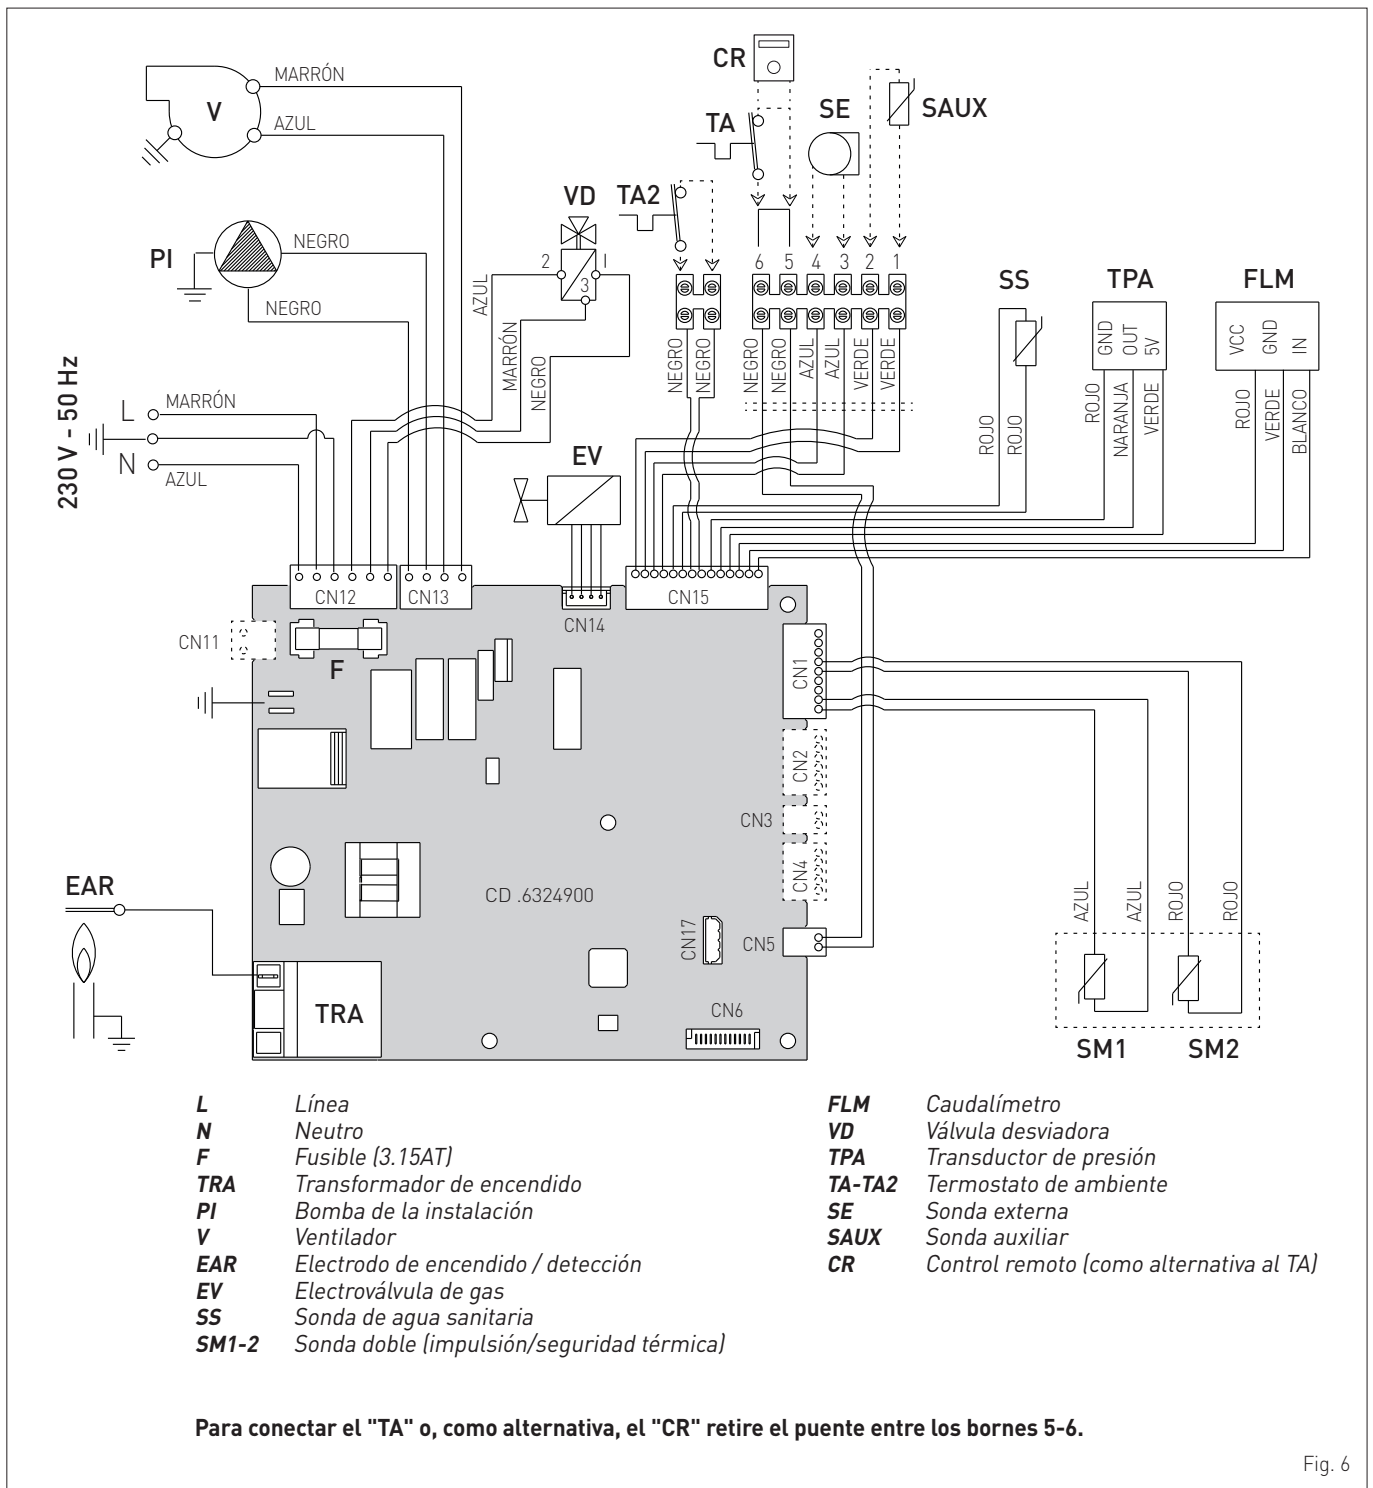 CR
MARRÓN
V
AZUL
TA
SE
SAUX
VD
TA2
PI
NEGRO
NEGRO
2
1
3
AZUL
MARRÓN
NEGRO
6 5 4 3 2 1
NEGRO
NEGRO
NEGRO
NEGRO
AZUL
AZUL
VERDE
VERDE
SS
ROJO
ROJO
TPA
GND
OUT
5V
ROJO
NARANJA
VERDE
FLM
VCC
GND
IN
ROJO
VERDE
BLANCO
230 V - 50 Hz
L
MARRÓN
N
AZUL
EV
CN12
CN13
CN14
CN15
CN11
F
CN1
CN2
CN3
CN4
CD .6324900
CN17
CN5
CN6
EAR
TRA
AZUL
AZUL
ROJO
ROJO
SM1
SM2
L Línea
N Neutro
F Fusible (3.15AT)
TRA Transformador de encendido
PI Bomba de la instalación
V Ventilador
EAR Electrodo de encendido / detección
EV Electroválvula de gas
SS Sonda de agua sanitaria
SM1-2 Sonda doble (impulsión/seguridad térmica)
FLM Caudalímetro
VD Válvula desviadora
TPA Transductor de presión
TA-TA2 Termostato de ambiente
SE Sonda externa
SAUX Sonda auxiliar
CR Control remoto (como alternativa al TA)
Para conectar el "TA" o, como alternativa, el "CR" retire el puente entre los bornes 5-6.
Fig. 6